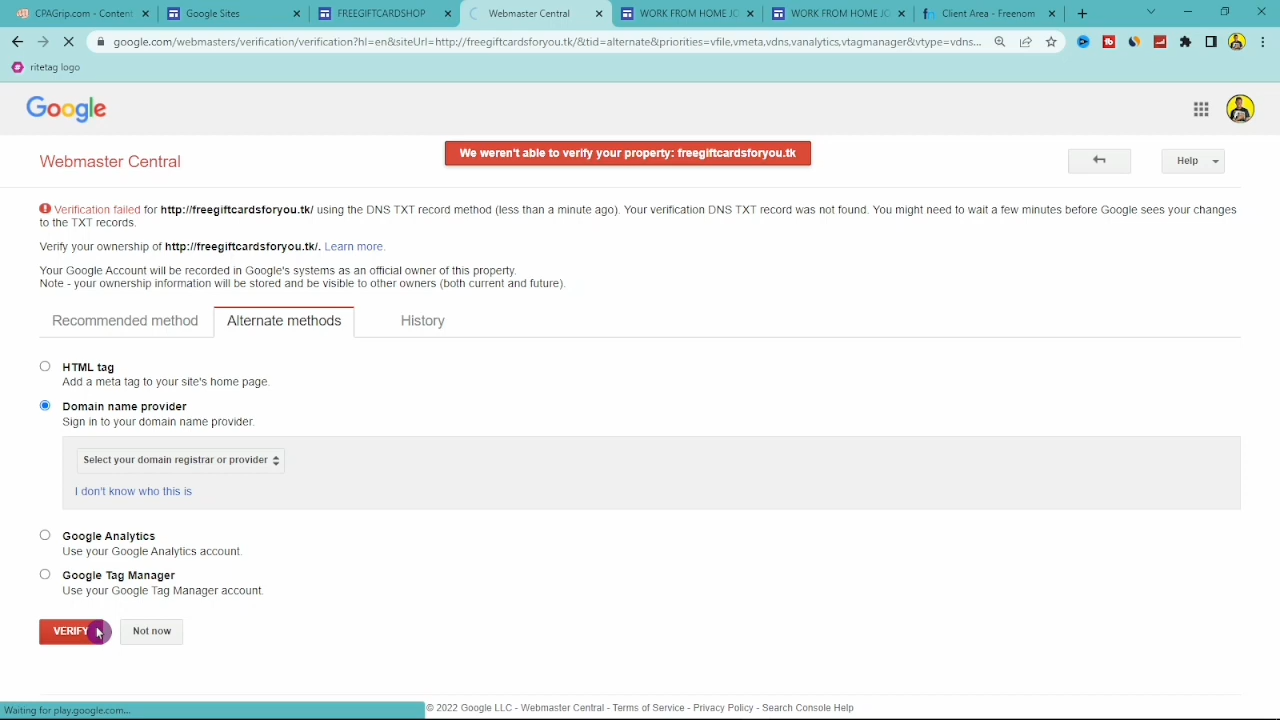 CPAGrip.com - Content
Google Sites
FREEGIFTCARDSHOP
Webmaster Central
WORK FROM HOME JO
WORK FROM HOME JO
Client Area - Freenom
google.com/webmasters/verification/verification?hl=en&siteUrl=http://freegiftcardsforyou.tk/&tid=alternate&priorities=vfile,vmeta,vdns,vanalytics,vtagmanager&vtype=vdns...
ritetag logo
Google
Webmaster Central
We weren't able to verify your property: freegiftcardsforyou.tk
Help
Verification failed for http://freegiftcardsforyou.tk/ using the DNS TXT record method (less than a minute ago). Your verification DNS TXT record was not found. You might need to wait a few minutes before Google sees your changes
to the TXT records.
Verify your ownership of http://freegiftcardsforyou.tk/. Learn more.
Your Google Account will be recorded in Google's systems as an official owner of this property.
Note - your ownership information will be stored and be visible to other owners (both current and future).
Recommended method
Alternate methods
History
HTML tag
Add a meta tag to your site's home page.
Domain name provider
Sign in to your domain name provider.
Select your domain registrar or provider
I don't know who this is
Google Analytics
Use your Google Analytics account.
Google Tag Manager
Use your Google Tag Manager account.
VERIFY
Not now
Waiting for play.google.com...
© 2022 Google LLC - Webmaster Central - Terms of Service - Privacy Policy - Search Console Help